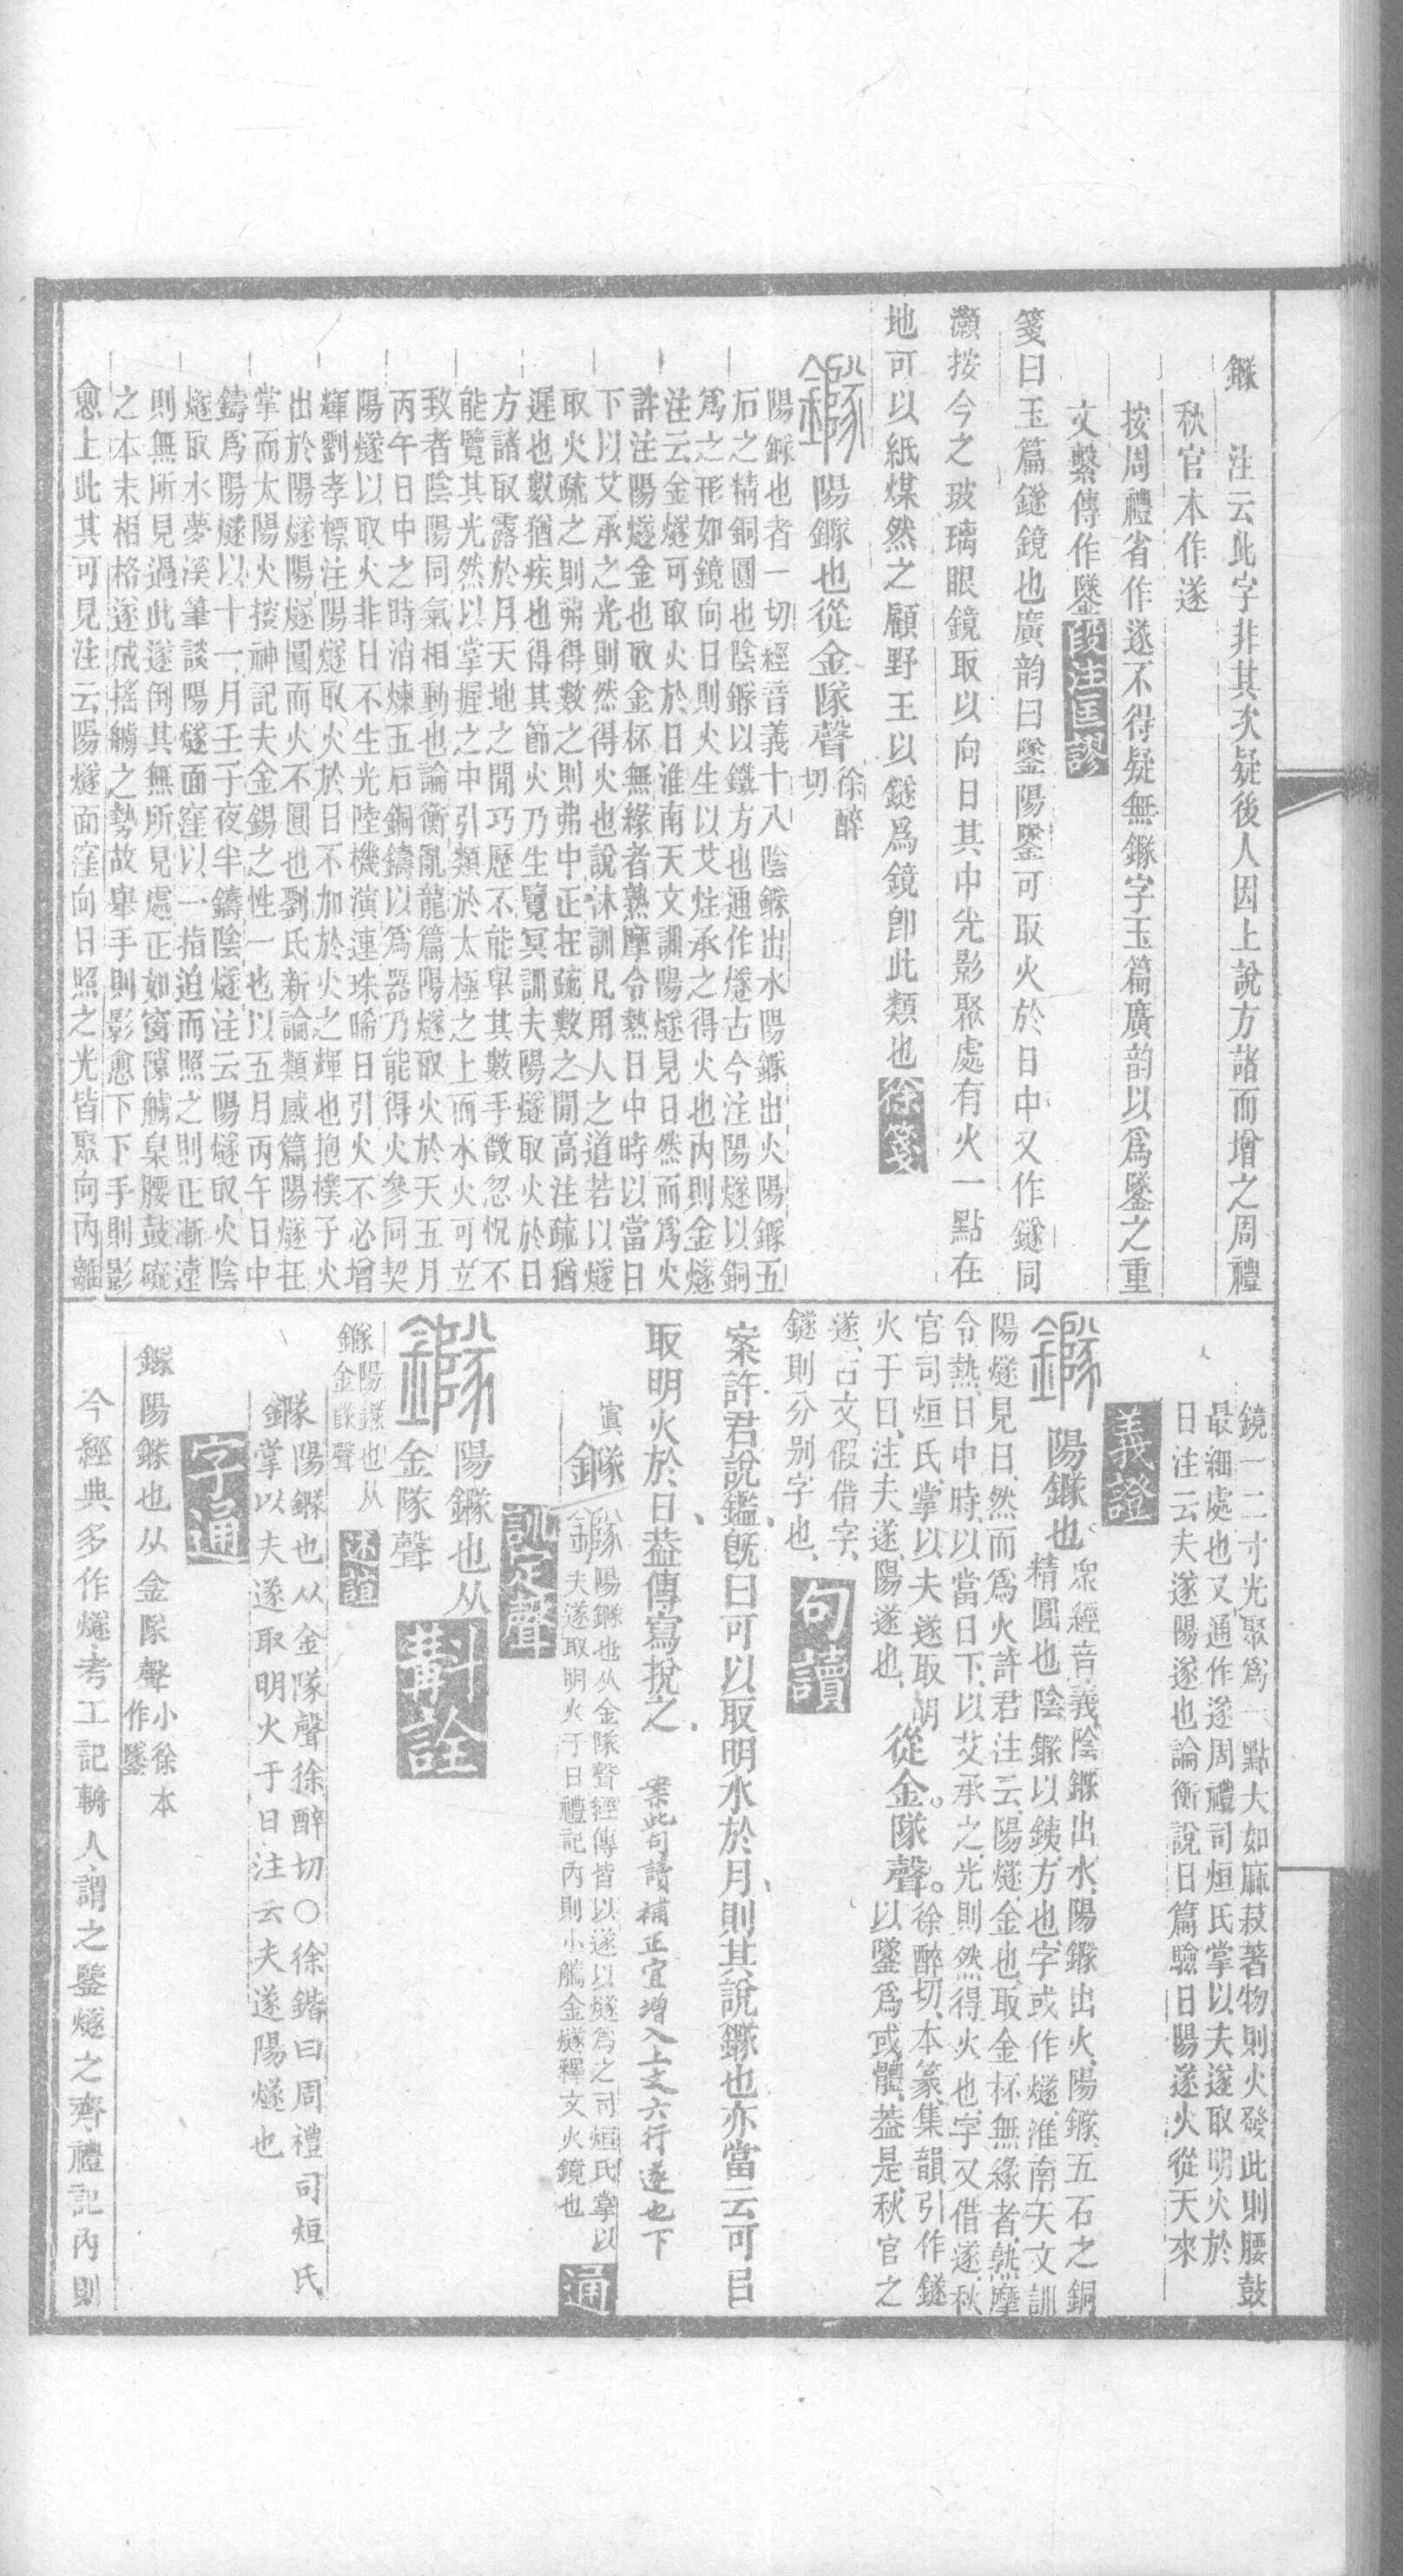 鐆　注云此字非其次疑後人因上說方諸而增之周禮
秋官本作遂
按周禮省作遂不得疑無鐆字玉篇廣韵以爲鐆之重
文繫傳作鐆段注匡謬
箋曰玉篇鐩鏡也廣韵曰鐆陽鐆可取火於日中又作鐩同
灝按今之玻璃眼鏡取以向日其中光影聚處有火一點在
地可以紙煤然之顧野王以鐩爲鏡卽此類也徐箋
鐆陽鐆也從金隊聲徐醉切
陽鐆也者一切經音義十八陰鐆出水陽鐆出火陽鐆五
石之精銅圓也陰鐆以鐵方也通作燧古今注陽燧以銅
爲之形如鏡向日則火生以艾炷承之得火也內則金燧
注云金燧可取火於日淮南天文訓陽燧見日然而爲火
許注陽燧金也取金杯無緣者熟摩令熱日中時以當日
下以艾承之光則然得火也說林訓凡用人之道若以燧
取火疏之則弗得數之則弗中正在疏數之閒高注疏猶
遲也數猶疾也得其節火乃生覽冥訓夫陽燧取火於日
方諸取露於月天地之閒巧歷不能舉其數手徵忽怳不
能覽其光然以掌握之中引類於太極之上而水火可立
致者陰陽同氣相動也論衡亂龍篇陽燧取火於天五月
丙午日中之時消煉五石銅鑄以爲器乃能得火參同契
陽燧以取火非日不生光陸機演連珠晞日引火不必增
輝劉孝標注陽燧取火於日不加於火之輝也抱樸子火
出於陽燧陽燧圓而火不圓也劉氏新論類感篇陽燧在
掌而太陽火搜神記夫金錫之性一也以五月丙午日中
鑄爲陽燧以十一月壬子夜半鑄陰燧注云陽燧取火陰
燧取水夢溪筆談陽燧面窪以一指迫而照之則正漸遠
則無所見過此遂倒其無所見處正如窗隙艣臬腰鼓礙
之本末相格遂成搖艣之勢故舉手則影愈下下手則影
愈上此其可見注云陽燧面窪向日照之光皆聚向內離
鏡一二寸光聚爲一點大如麻菽著物則火發此則腰鼓
最細處也又通作遂周禮司烜氏掌以夫遂取明火於
日注云夫遂陽遂也論衡說日篇驗日陽遂火從天來
義證
鐆陽鐆也眾經音義陰鐆出水陽鐆出火陽鐆五石之銅
精圓也陰鐆以銕方也字或作燧淮南天文訓
陽燧見日然而爲火許君注云陽燧金也取金杯無緣者熟摩
令熱日中時以當日下以艾承之光則然得火也字又借遂秋
官司烜氏掌以夫遂取明
火于日注夫遂陽遂也從金隊聲。徐醉切本篆集韻引作鐩
遂古文假借字　以鐆爲或體蓋是秋官之
鐩則分別字也句讀
案許君說鑑旣曰可以取明水於月則其說鐆也亦當云可㠯
取明火於日葢傳寫挩之　案此句讀補正宜增入上文六行遂也下
寘鐆　陽鐆也从金隊聲經傳皆以遂以燧爲之司烜氏掌以
夫遂取明火于日禮記內則小觿金燧釋文火鏡也通
訓定聲
鐆陽鐆也从
金隊聲斠詮
鐆陽鐆也从
金㒸聲述誼
鐆陽鐆也从金隊聲徐醉切〇徐鍇曰周禮司烜氏
掌以夫遂取明火于日注云夫遂陽燧也
字通
鐆陽鐆也从金隊聲小徐本作鐆
今經典多作燧考工記輈人謂之鑒燧之齊禮記內則